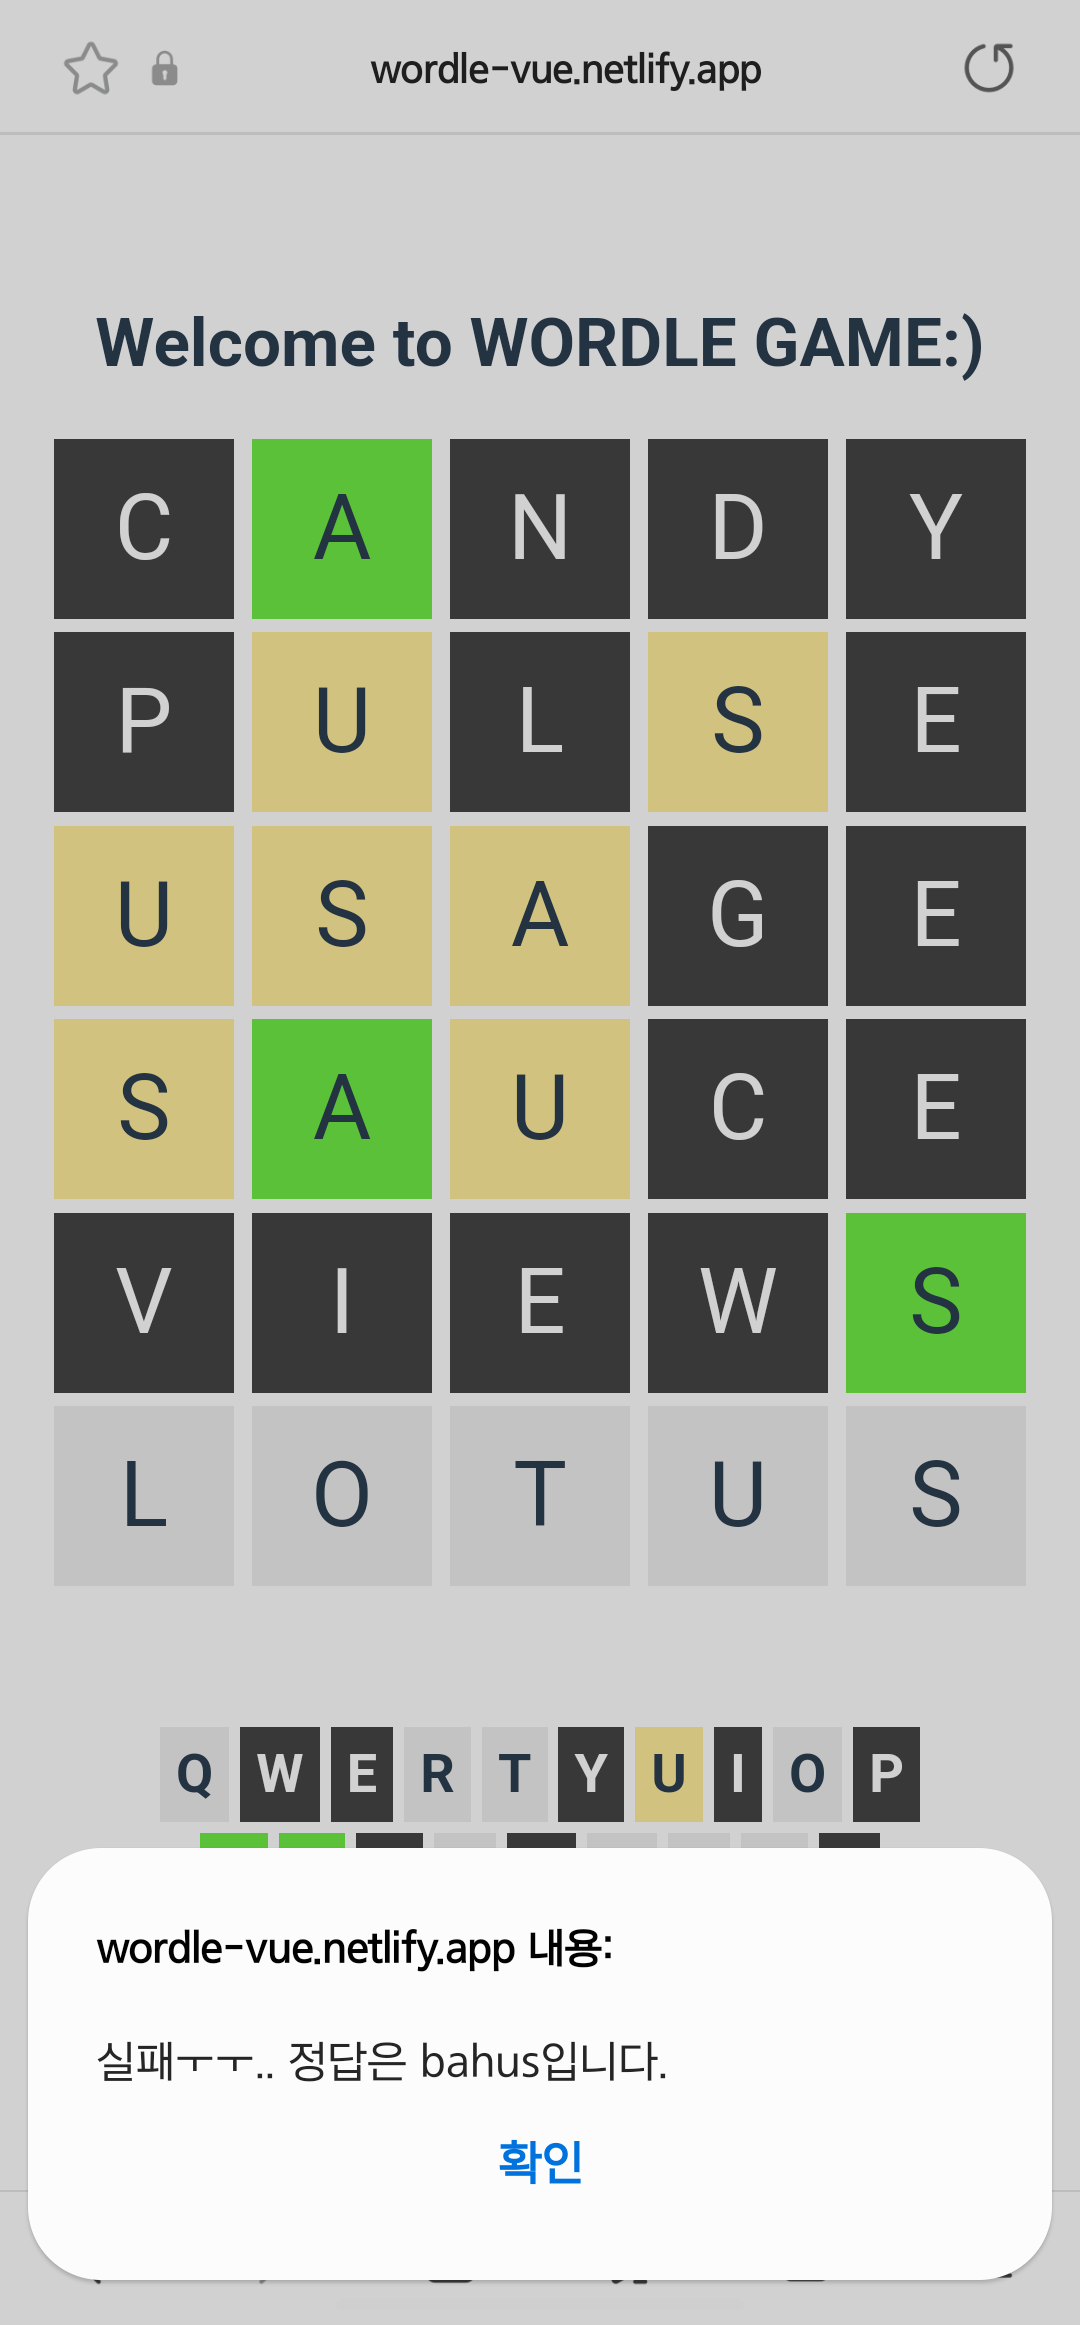 wordle-vue.netlify.app
Welcome to WORDLE GAME:)
C A N D Y
P U L S E
U S A G E
S A U C E
V I E W S
L O T U S
Q W E R T Y U I O P
wordle-vue.netlify.app 내용:
실패ㅜㅜ.. 정답은 bahus입니다.
확인